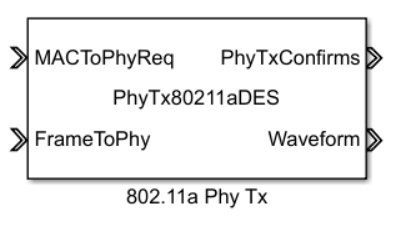 MACToPhyReq PhyTxConfirms
PhyTx80211aDES
FrameToPhy Waveform
802.11a Phy Tx